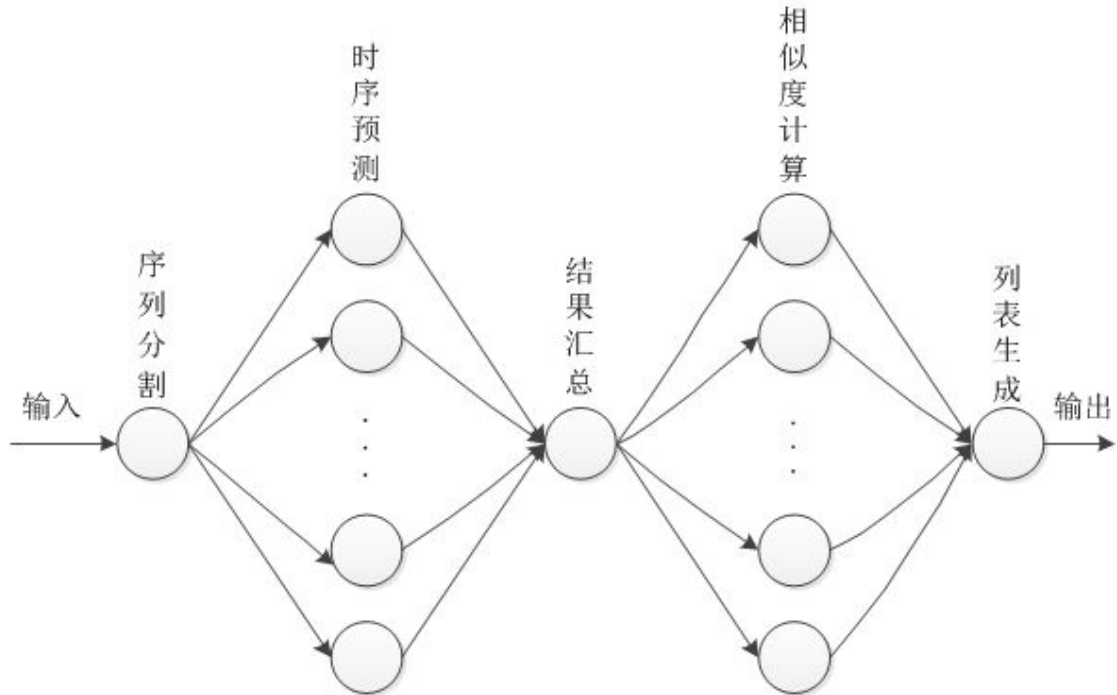 输入
序列分割
时序预测
结果汇总
相似度计算
列表生成
输出